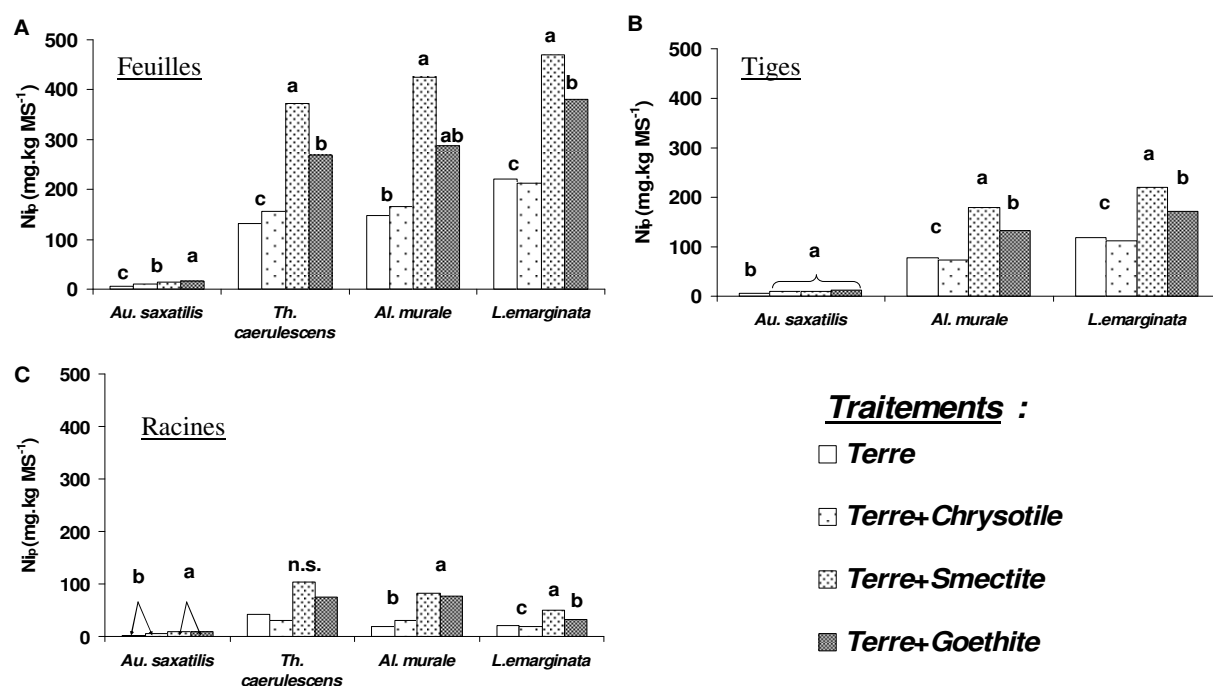 A
Feuilles
Ni_p (mg.kg MS^-1)
500
400
300
200
100
0
c b a
c a b
b a ab
c a b
Au. saxatilis
Th. caerulescens
Al. murale
L.emarginata
B
Tiges
Ni_p (mg.kg MS^-1)
500
400
300
200
100
0
b a
c a b
c a b
Au. saxatilis
Al. murale
L.emarginata
C
Racines
Ni_p (mg.kg MS^-1)
500
400
300
200
100
0
b a
n.s.
b a
c a b
Au. saxatilis
Th. caerulescens
Al. murale
L.emarginata
Traitements :
Terre
Terre+Chrysotile
Terre+Smectite
Terre+Goethite